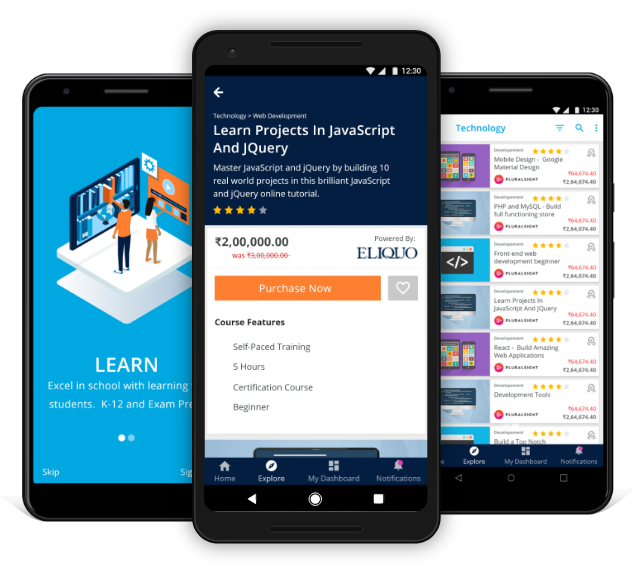 LEARN
Excel in school with learning
students. K-12 and Exam Pre
Skip
Sig
12:30
Technology > Web Development
Learn Projects In JavaScript
And JQuery
Master JavaScript and jQuery by building 10
real world projects in this brilliant JavaScript
and jQuery online tutorial.
₹2,00,000.00
was ₹3,00,000.00
Powered By:
ELIQUO
Purchase Now
Course Features
Self-Paced Training
5 Hours
Certification Course
Beginner
Home
Explore
My Dashboard
Notifications
12:30
Technology
Developement
Mobile Design - Google
Material Design
₹64,674.40
PLURALSIGHT
₹2,64,674.40
Developement
PHP and MySQL - Build
full functioning store
₹64,674.40
PLURALSIGHT
₹2,64,674.40
</>
Developement
Front-end web
development beginner
₹64,674.40
PLURALSIGHT
₹2,64,674.40
Developement
Learn Projects In
JavaScript And JQuery
₹64,674.40
PLURALSIGHT
₹2,64,674.40
Developement
React - Build Amazing
Web Applications
₹64,674.40
PLURALSIGHT
₹2,64,674.40
Developement
Development Tools
₹64,674.40
PLURALSIGHT
₹2,64,674.40
Developement
Build a Top Notch
Explore
My Dashboard
Notifications